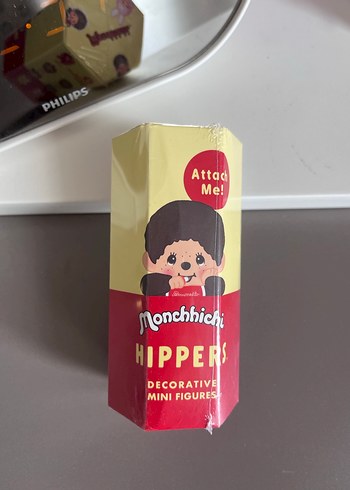 PHILIPS
Attach
Me!
Monchhichi
HIPPERS
DECORATIVE
MINI FIGURES